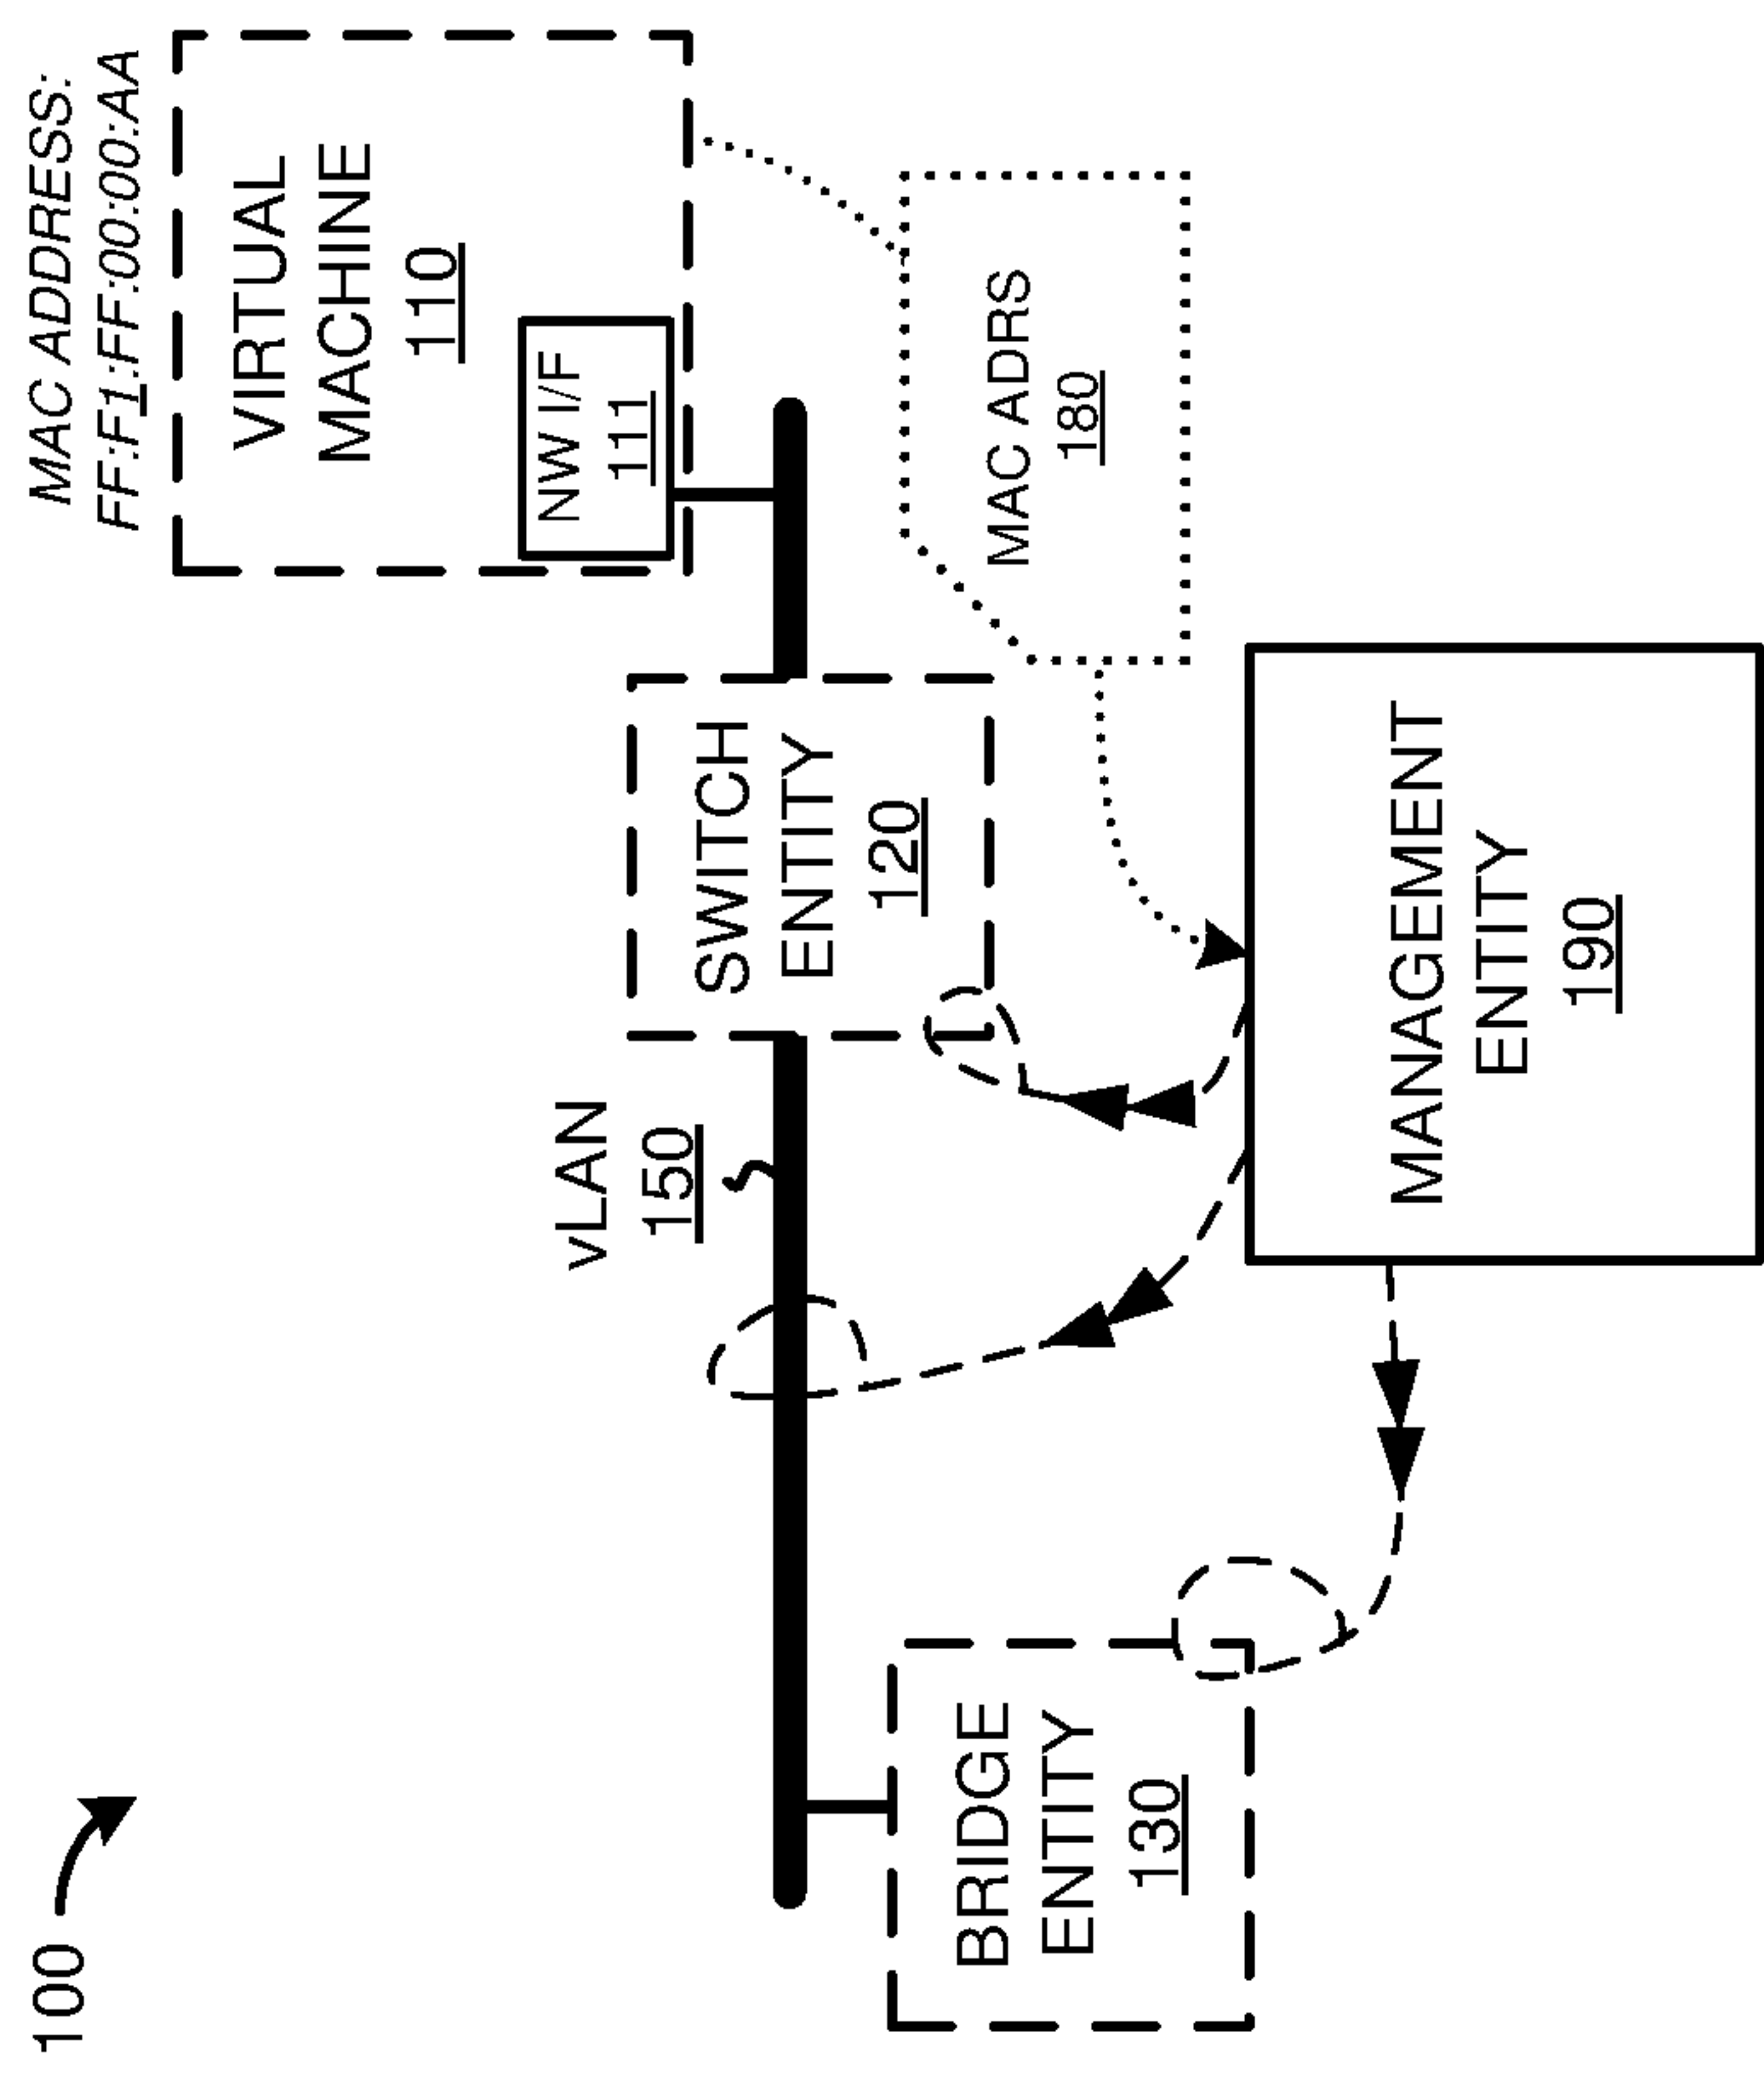 100
MAC ADDRESS:
FF:F1:FF:00:00:AA
VIRTUAL
MACHINE
110
NW I/F
111
vLAN
150
SWITCH
ENTITY
120
MAC ADRS
180
BRIDGE
ENTITY
130
MANAGEMENT
ENTITY
190